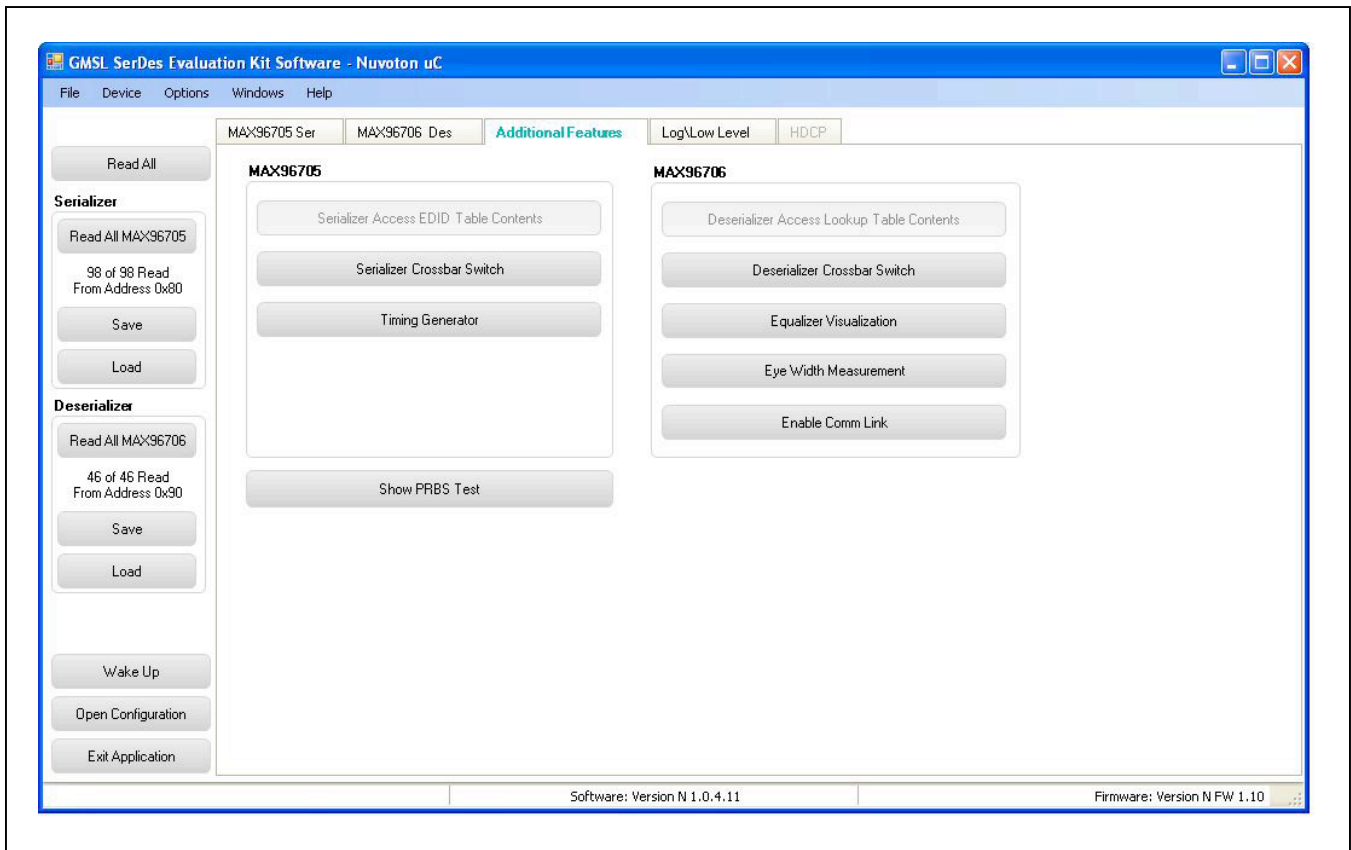 GMSL SerDes Evaluation Kit Software - Nuvoton uC
File Device Options Windows Help
MAX96705 Ser MAX96706 Des Additional Features Log\Low Level HDCP
Read All
Serializer
Read All MAX96705
98 of 98 Read
From Address 0x80
Save
Load
Deserializer
Read All MAX96706
46 of 46 Read
From Address 0x90
Save
Load
Wake Up
Open Configuration
Exit Application
MAX96705
Serializer Access EDID Table Contents
Serializer Crossbar Switch
Timing Generator
Show PRBS Test
MAX96706
Deserializer Access Lookup Table Contents
Deserializer Crossbar Switch
Equalizer Visualization
Eye Width Measurement
Enable Comm Link
Software: Version N 1.0.4.11
Firmware: Version N FW 1.10